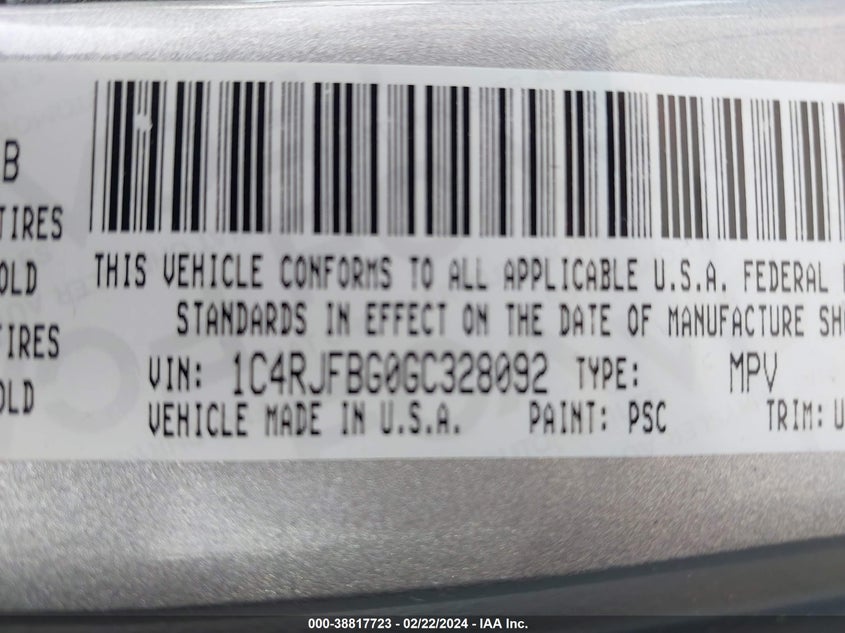 B
TIRES
OLD
TIRES
OLD
THIS VEHICLE CONFORMS TO ALL APPLICABLE U.S.A. FEDERAL
STANDARDS IN EFFECT ON THE DATE OF MANUFACTURE SH
VIN: 1C4RJFBG0GC328092 TYPE: MPV
VEHICLE MADE IN U.S.A. PAINT: PSC TRIM: U
000-38817723 - 02/22/2024 - IAA Inc.